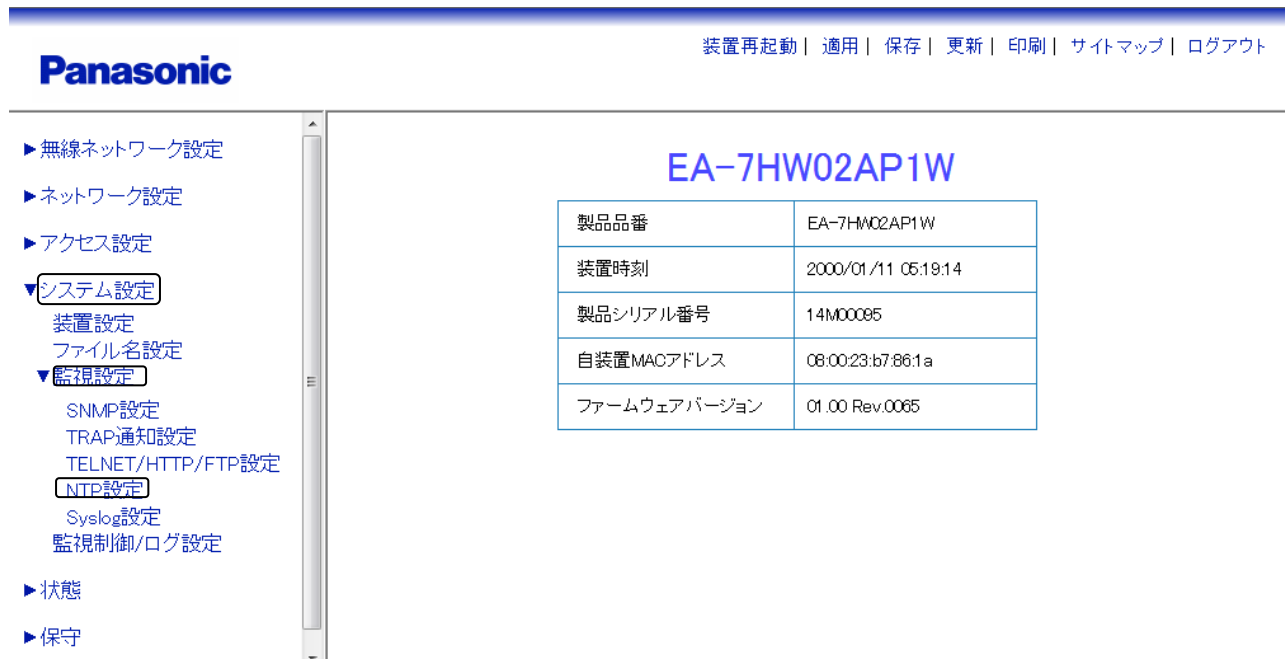 Panasonic
装置再起動| 適用| 保存| 更新| 印刷| サイトマップ| ログアウト
▶無線ネットワーク設定
▶ネットワーク設定
▶アクセス設定
▼システム設定
装置設定
ファイル名設定
▼監視設定
SNMP設定
TRAP通知設定
TELNET/HTTP/FTP設定
NTP設定
Syslog設定
監視制御/ログ設定
▶状態
▶保守
EA-7HW02AP1W
製品品番 EA-7HW02AP1W
装置時刻 2000/01/11 05:19:14
製品シリアル番号 14M00095
自装置MACアドレス 08:00:23:b7:86:1a
ファームウェアバージョン 01.00 Rev.0065